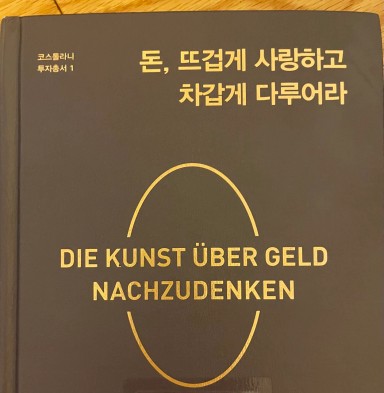 코스톨라니
투자총서 1
돈, 뜨겁게 사랑하고
차갑게 다루어라
DIE KUNST ÜBER GELD
NACHZUDENKEN